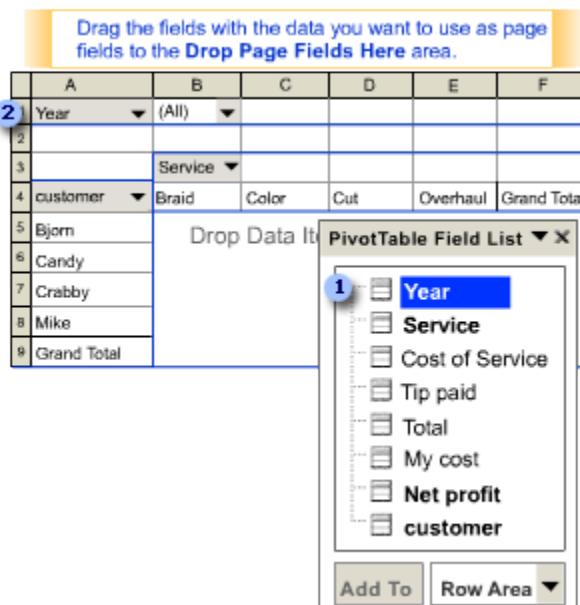 Drag the fields with the data you want to use as page
fields to the Drop Page Fields Here area.
A B C D E F
2 Year (All)
2
3 Service
4 customer Braid Color Cut Overhaul Grand Tota
5 Bjorn Drop Data Ite
6 Candy
7 Crabby
8 Mike
9 Grand Total
PivotTable Field List
1 Year
Service
Cost of Service
Tip paid
Total
My cost
Net profit
customer
Add To Row Area